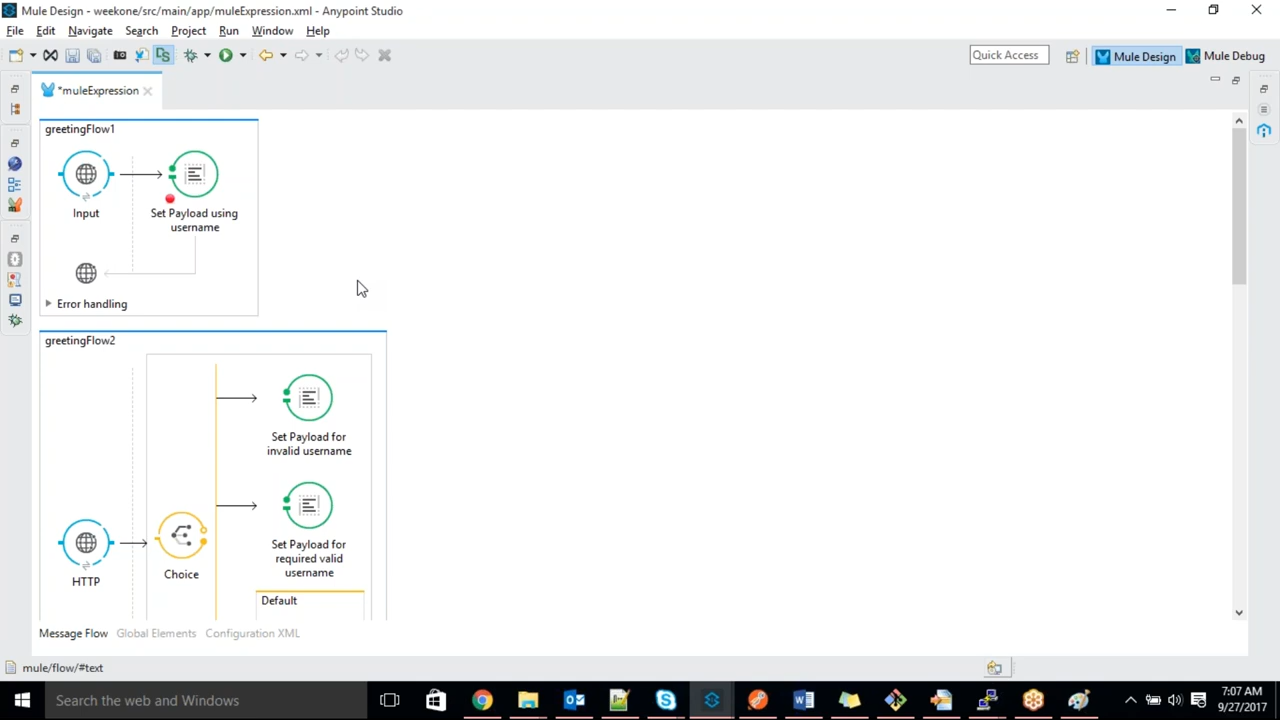 Mule Design - weekone/src/main/app/muleExpression.xml - Anypoint Studio
File Edit Navigate Search Project Run Window Help
DS
Quick Access
Mule Design
Mule Debug
*muleExpression
greetingFlow1
Input
Set Payload using
username
Error handling
greetingFlow2
Set Payload for
invalid username
Set Payload for
required valid
username
HTTP
Choice
Default
Message Flow Global Elements Configuration XML
mule/flow/#text
Search the web and Windows
7:07 AM
9/27/2017